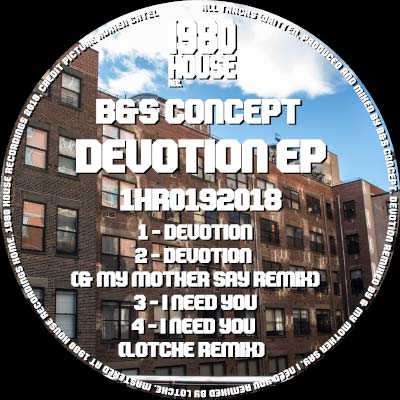 1980
HOUSE
REC.
B&S CONCEPT
DEVOTION EP
1HR0192018
1 - DEVOTION
2 - DEVOTION
(& MY MOTHER SAY REMIX)
3 - I NEED YOU
4 - I NEED YOU
(LOTCHE REMIX)
ALL TRACKS WRITTEN, PRODUCED AND MIXED BY B&S CONCEPT. DEVOTION REMIXED BY & MY MOTHER SAY, I NEED YOU REMIXED BY LOTCHE. MASTERED AT 1980 HOUSE RECORDINGS HOME. 1980 HOUSE RECORDINGS 2018. CREDIT PICTURE ADRIEN CATEL